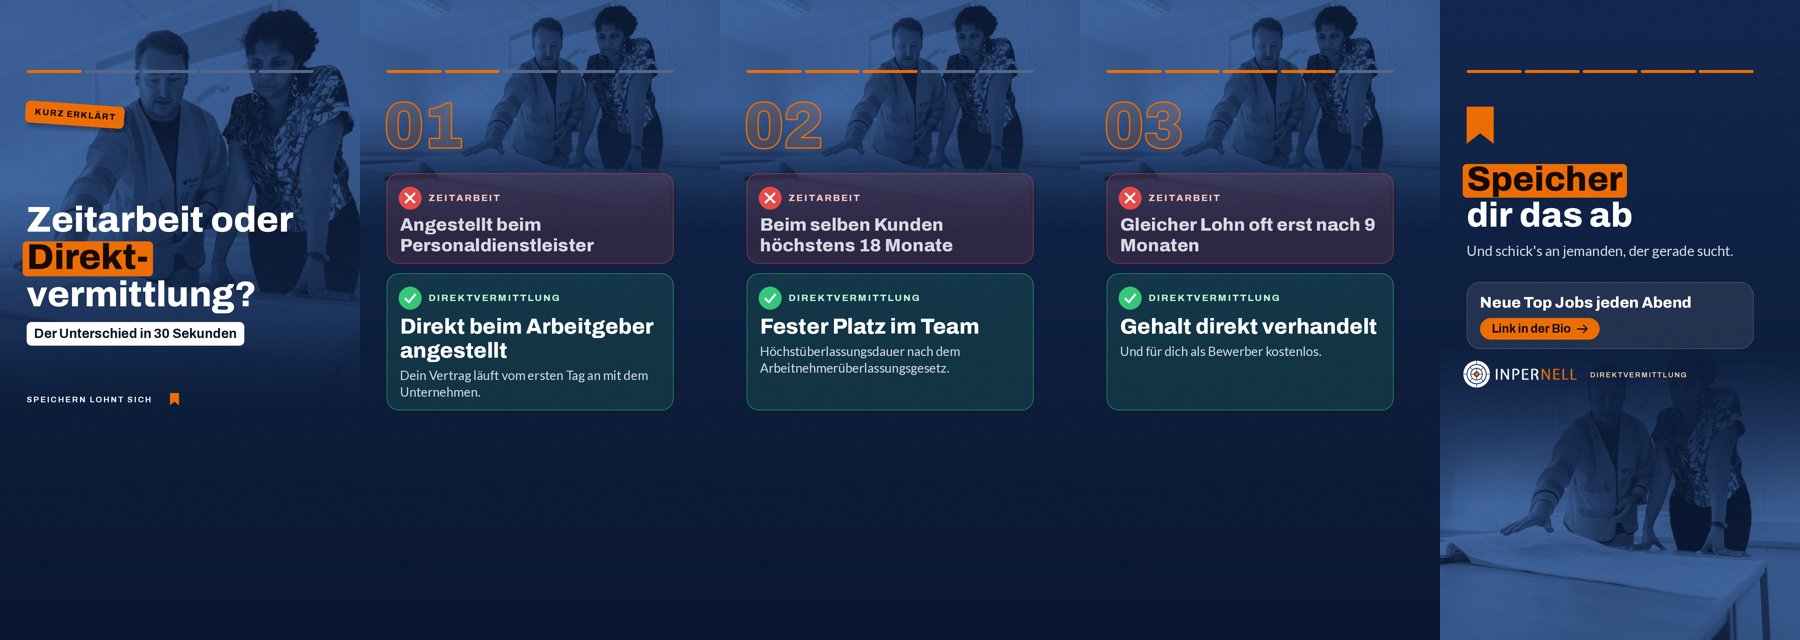 KURZ ERKLÄRT
Zeitarbeit oder
Direkt-
vermittlung?
Der Unterschied in 30 Sekunden
SPEICHERN LOHNT SICH
01
ZEITARBEIT
Angestellt beim
Personaldienstleister
DIREKTVERMITTLUNG
Direkt beim Arbeitgeber
angestellt
Dein Vertrag läuft vom ersten Tag an mit dem
Unternehmen.
02
ZEITARBEIT
Beim selben Kunden
höchstens 18 Monate
DIREKTVERMITTLUNG
Fester Platz im Team
Höchstüberlassungsdauer nach dem
Arbeitnehmerüberlassungsgesetz.
03
ZEITARBEIT
Gleicher Lohn oft erst nach 9
Monaten
DIREKTVERMITTLUNG
Gehalt direkt verhandelt
Und für dich als Bewerber kostenlos.
Speicher
dir das ab
Und schick's an jemanden, der gerade sucht.
Neue Top Jobs jeden Abend
Link in der Bio →
INPERNELL DIREKTVERMITTLUNG